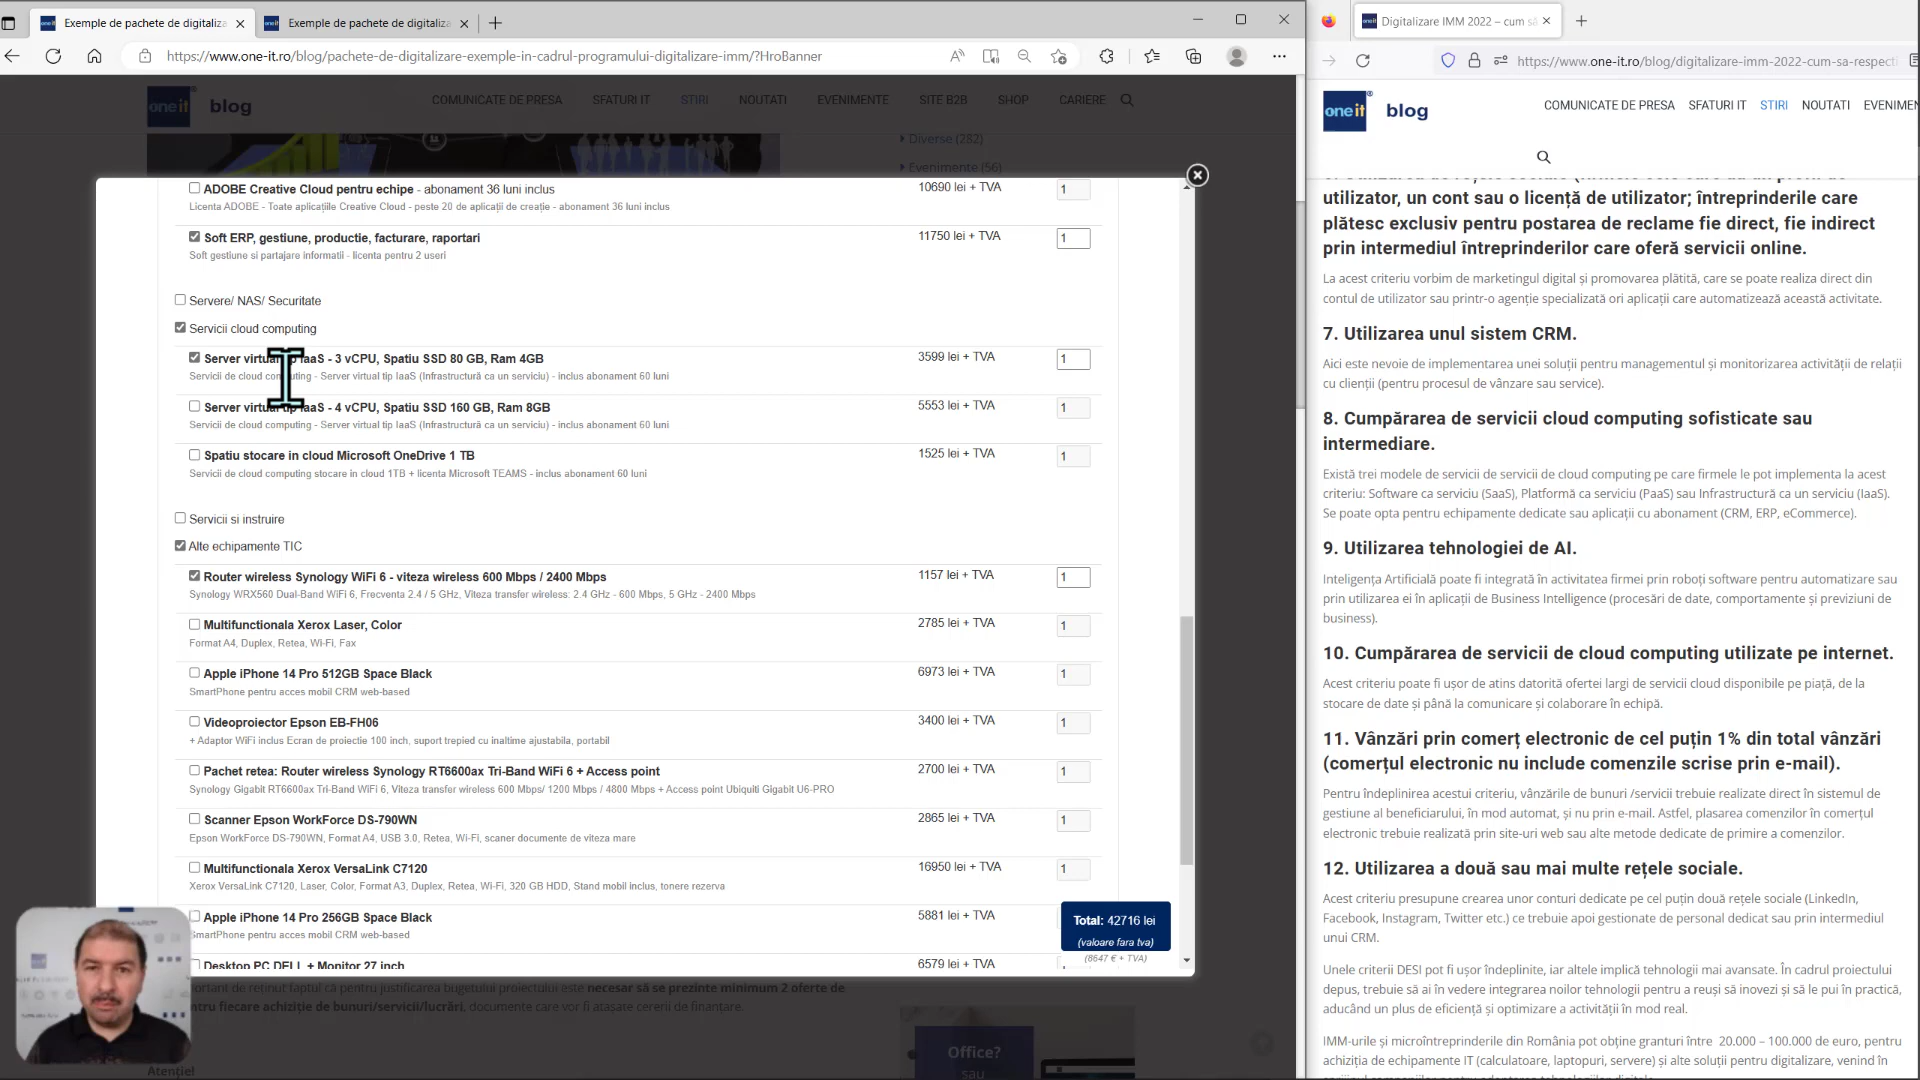 Exemple de pachete de digitaliza
Exemple de pachete de digitaliza
https://www.one-it.ro/blog/pachete-de-digitalizare-exemple-in-cadrul-programului-digitalizare-imm/?HroBanner
one it blog
COMUNICATE DE PRESA SFATURI IT STIRI NOUTATI EVENIMENTE SITE B2B SHOP CARIERE
Diverse (282)
Evenimente (56)
ADOBE Creative Cloud pentru echipe - abonament 36 luni inclus 10690 lei + TVA 1
Licenta ADOBE - Toate aplicațiile Creative Cloud - peste 20 de aplicații de creație - abonament 36 luni inclus
Soft ERP, gestiune, productie, facturare, raportari 11750 lei + TVA 1
Soft gestiune si partajare informatii - licenta pentru 2 useri
Servere/ NAS/ Securitate
Servicii cloud computing
Server virtual tip IaaS - 3 vCPU, Spatiu SSD 80 GB, Ram 4GB 3599 lei + TVA 1
Servicii de cloud computing - Server virtual tip IaaS (Infrastructură ca un serviciu) - inclus abonament 60 luni
Server virtual tip IaaS - 4 vCPU, Spatiu SSD 160 GB, Ram 8GB 5553 lei + TVA 1
Servicii de cloud computing - Server virtual tip IaaS (Infrastructură ca un serviciu) - inclus abonament 60 luni
Spatiu stocare in cloud Microsoft OneDrive 1 TB 1525 lei + TVA 1
Servicii de cloud computing stocare in cloud 1TB + licenta Microsoft TEAMS - inclus abonament 60 luni
Servicii si instruire
Alte echipamente TIC
Router wireless Synology WiFi 6 - viteza wireless 600 Mbps / 2400 Mbps 1157 lei + TVA 1
Synology WRX560 Dual-Band WiFi 6, Frecventa 2.4 / 5 GHz, Viteza transfer wireless: 2.4 GHz - 600 Mbps, 5 GHz - 2400 Mbps
Multifunctionala Xerox Laser, Color 2785 lei + TVA 1
Format A4, Duplex, Retea, Wi-Fi, Fax
Apple iPhone 14 Pro 512GB Space Black 6973 lei + TVA 1
SmartPhone pentru acces mobil CRM web-based
Videoproiector Epson EB-FH06 3400 lei + TVA 1
+ Adaptor WiFi inclus Ecran de proiectie 100 inch, suport trepied cu inaltime ajustabila, portabil
Pachet retea: Router wireless Synology RT6600ax Tri-Band WiFi 6 + Access point 2700 lei + TVA 1
Synology Gigabit RT6600ax Tri-Band WiFi 6, Viteza transfer wireless 600 Mbps/ 1200 Mbps / 4800 Mbps + Access point Ubiquiti Gigabit U6-PRO
Scanner Epson WorkForce DS-790WN 2865 lei + TVA 1
Epson WorkForce DS-790WN, Format A4, USB 3.0, Retea, Wi-Fi, scaner documente de viteza mare
Multifunctionala Xerox VersaLink C7120 16950 lei + TVA 1
Xerox VersaLink C7120, Laser, Color, Format A3, Duplex, Retea, Wi-Fi, 320 GB HDD, Stand mobil inclus, tonere rezerva
Apple iPhone 14 Pro 256GB Space Black 5881 lei + TVA
SmartPhone pentru acces mobil CRM web-based
Desktop PC DELL + Monitor 27 inch 6579 lei + TVA
Total: 42716 lei
(valoare fara tva)
(8647 € + TVA)
portant de reținut faptul că pentru justificarea bugetului proiectului este necesar să se prezinte minimum 2 oferte de
ntru fiecare achiziție de bunuri/servicii/lucrări, documente care vor fi atașate cererii de finanțare.
Atenție!
Office?
sau
Digitalizare IMM 2022 – cum să
https://www.one-it.ro/blog/digitalizare-imm-2022-cum-sa-respecti
one it blog
COMUNICATE DE PRESA SFATURI IT STIRI NOUTATI EVENIMEN
utilizator, un cont sau o licență de utilizator; întreprinderile care
plătesc exclusiv pentru postarea de reclame fie direct, fie indirect
prin intermediul întreprinderilor care oferă servicii online.
La acest criteriu vorbim de marketingul digital și promovarea plătită, care se poate realiza direct din
contul de utilizator sau printr-o agenție specializată ori aplicații care automatizează această activitate.
7. Utilizarea unul sistem CRM.
Aici este nevoie de implementarea unei soluții pentru managementul și monitorizarea activității de relații
cu clienții (pentru procesul de vânzare sau service).
8. Cumpărarea de servicii cloud computing sofisticate sau
intermediare.
Există trei modele de servicii de servicii de cloud computing pe care firmele le pot implementa la acest
criteriu: Software ca serviciu (SaaS), Platformă ca serviciu (PaaS) sau Infrastructură ca un serviciu (IaaS).
Se poate opta pentru echipamente dedicate sau aplicații cu abonament (CRM, ERP, eCommerce).
9. Utilizarea tehnologiei de AI.
Inteligența Artificială poate fi integrată în activitatea firmei prin roboți software pentru automatizare sau
prin utilizarea ei în aplicații de Business Intelligence (procesări de date, comportamente și previziuni de
business).
10. Cumpărarea de servicii de cloud computing utilizate pe internet.
Acest criteriu poate fi ușor de atins datorită ofertei largi de servicii cloud disponibile pe piață, de la
stocare de date și până la comunicare și colaborare în echipă.
11. Vânzări prin comerț electronic de cel puțin 1% din total vânzări
(comerțul electronic nu include comenzile scrise prin e-mail).
Pentru îndeplinirea acestui criteriu, vânzările de bunuri /servicii trebuie realizate direct în sistemul de
gestiune al beneficiarului, în mod automat, și nu prin e-mail. Astfel, plasarea comenzilor în comerțul
electronic trebuie realizată prin site-uri web sau alte metode dedicate de primire a comenzilor.
12. Utilizarea a două sau mai multe rețele sociale.
Acest criteriu presupune crearea unor conturi dedicate pe cel puțin două rețele sociale (LinkedIn,
Facebook, Instagram, Twitter etc.) ce trebuie apoi gestionate de personal dedicat sau prin intermediul
unui CRM.
Unele criterii DESI pot fi ușor îndeplinite, iar altele implică tehnologii mai avansate. În cadrul proiectului
depus, trebuie să ai în vedere integrarea noilor tehnologii pentru a reuși să inovezi și să le pui în practică,
aducând un plus de eficiență și optimizare a activității în mod real.
IMM-urile și microîntreprinderile din România pot obține granturi între 20.000 – 100.000 de euro, pentru
achiziția de echipamente IT (calculatoare, laptopuri, servere) și alte soluții pentru digitalizare, venind în